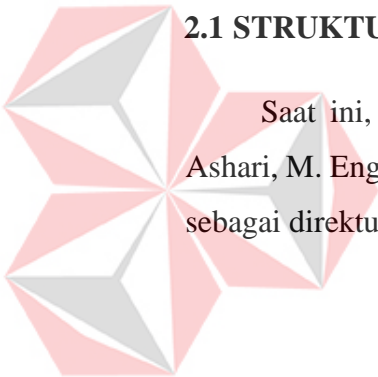 2.1 STRUKTU
Saat ini,
Ashari, M. Eng
sebagai direktu